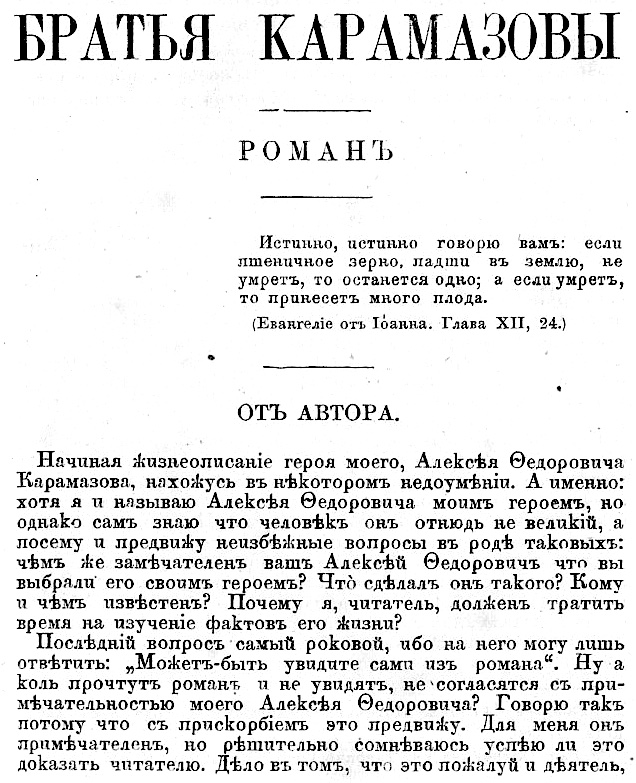 БРАТЬЯ КАРАМАЗОВЫ
РОМАНЪ
Истинно, истинно говорю вамъ: если
пшеничное зерно, падши въ землю, не
умретъ, то останется одно; а если умретъ,
то принесетъ много плода.
(Евангеліе отъ Іоанна. Глава XII, 24.)
ОТЪ АВТОРА.
Начиная жизнеописаніе героя моего, Алексѣя Ѳедоровича
Карамазова, нахожусь въ нѣкоторомъ недоумѣніи. А именно:
хотя я и называю Алексѣя Ѳедоровича моимъ героемъ, но
однако самъ знаю что человѣкъ онъ отнюдь не великій, а
посему и предвижу неизбѣжные вопросы въ родѣ таковыхъ:
чѣмъ же замѣчателенъ вашъ Алексѣй Ѳедоровичъ что вы
выбрали его своимъ героемъ? Что̀ сдѣлалъ онъ такого? Кому
и чѣмъ извѣстенъ? Почему я, читатель, долженъ тратить
время на изученіе фактовъ его жизни?
Послѣдній вопросъ самый роковой, ибо на него могу лишь
отвѣтить: „Можетъ-быть увидите сами изъ романа“. Ну а
коль прочтутъ романъ и не увидятъ, не согласятся съ при-
мѣчательностью моего Алексѣя Ѳедоровича? Говорю такъ
потому что съ прискорбіемъ это предвижу. Для меня онъ
примѣчателенъ, но рѣшительно сомнѣваюсь успѣю ли это
доказать читателю. Дѣло въ томъ, что это пожалуй и дѣятель,